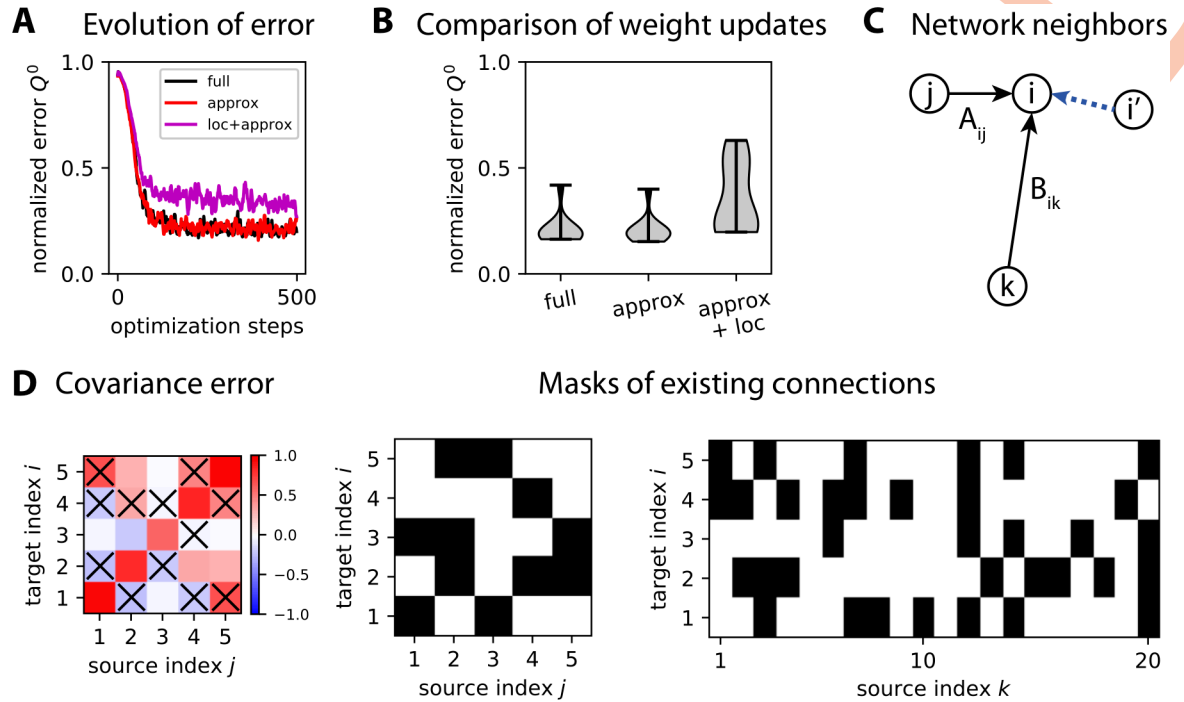 A Evolution of error
normalized error Q⁰
1.0
0.5
0.0
full
approx
loc+approx
0
500
optimization steps
B Comparison of weight updates
normalized error Q⁰
1.0
0.5
0.0
full
approx
approx
+ loc
C Network neighbors
j
i
i′
A_ij
B_ik
k
D Covariance error
target index i
5
4
3
2
1
1 2 3 4 5
source index j
1.0
0.5
0.0
−0.5
−1.0
Masks of existing connections
target index i
5
4
3
2
1
1 2 3 4 5
source index j
target index i
5
4
3
2
1
1 10 20
source index k